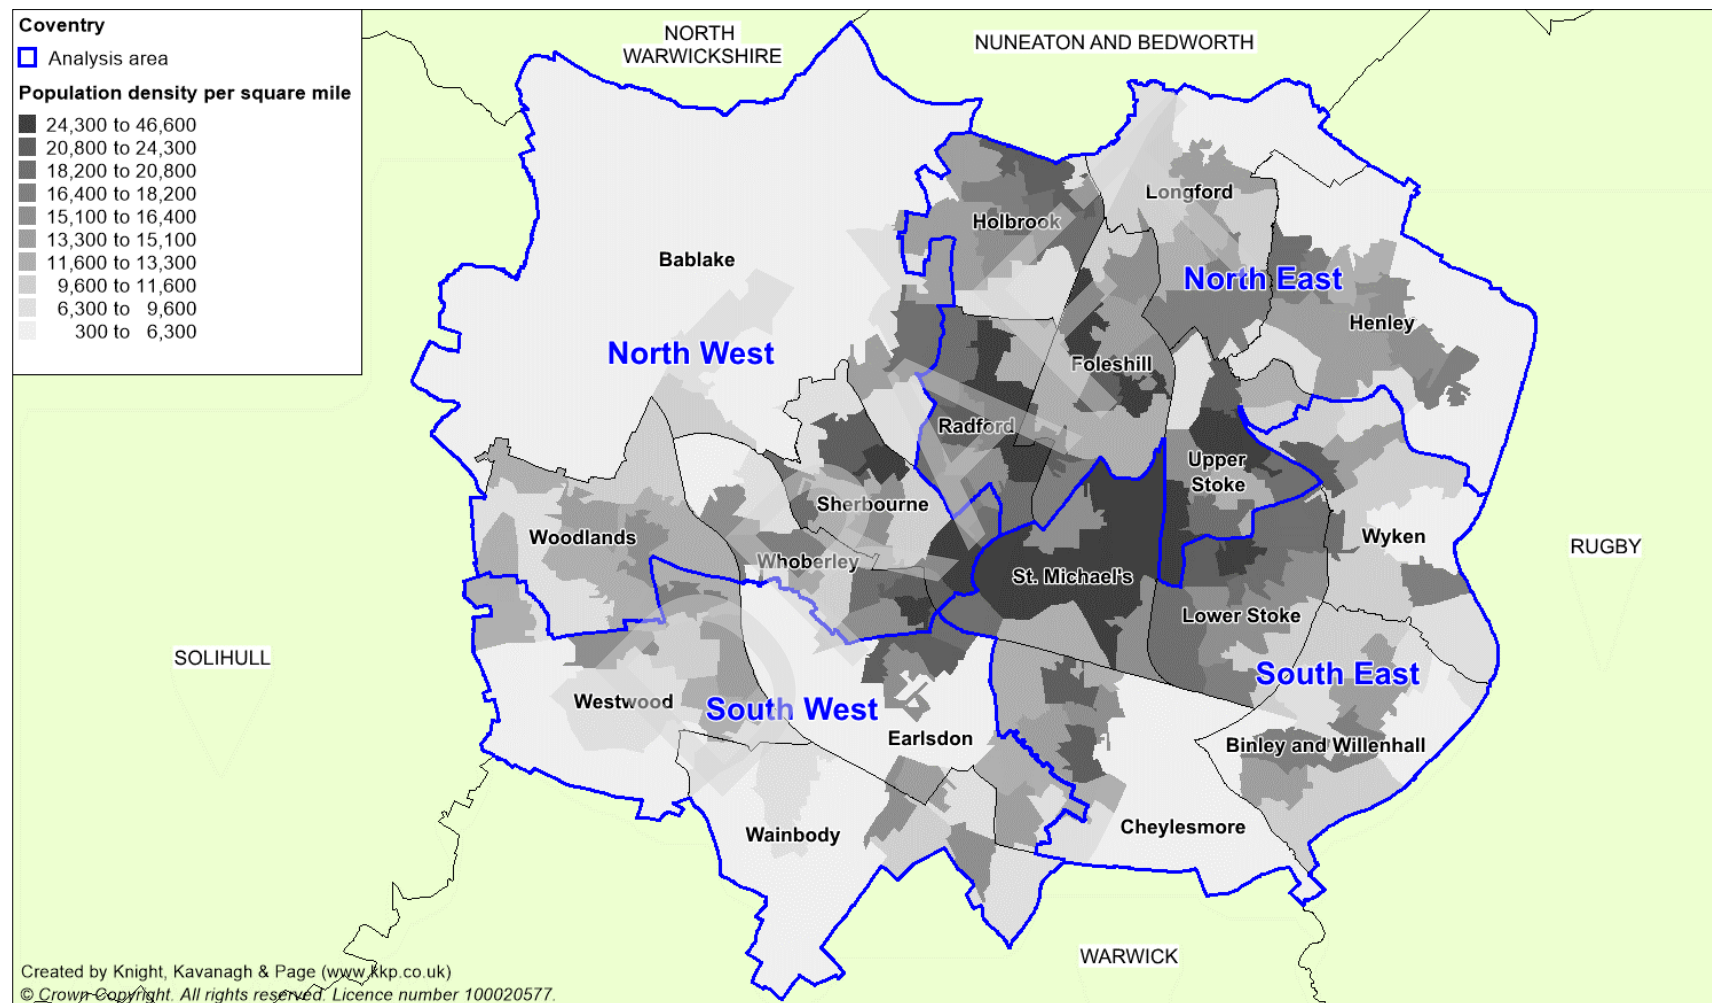 Coventry
Analysis area
Population density per square mile
24,300 to 46,600
20,800 to 24,300
18,200 to 20,800
16,400 to 18,200
15,100 to 16,400
13,300 to 15,100
11,600 to 13,300
9,600 to 11,600
6,300 to 9,600
300 to 6,300
NORTH
WARWICKSHIRE
NUNEATON AND BEDWORTH
Longford
Holbrook
Bablake
North East
Henley
North West
Foleshill
Radford
Upper
Stoke
Sherbourne
Woodlands
Wyken
RUGBY
Whoberley
St. Michael's
Lower Stoke
SOLIHULL
South East
Westwood
South West
Earlsdon
Binley and Willenhall
Wainbody
Cheylesmore
WARWICK
Created by Knight, Kavanagh & Page (www.kkp.co.uk)
© Crown Copyright. All rights reserved. Licence number 100020577.